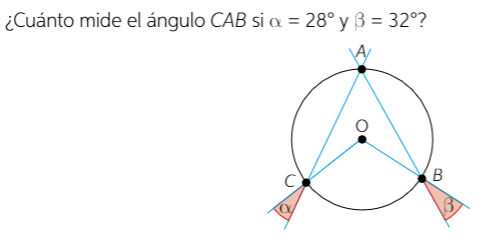 ¿Cuánto mide el ángulo CAB si α = 28° y β = 32°?
A
O
C
B
α
β